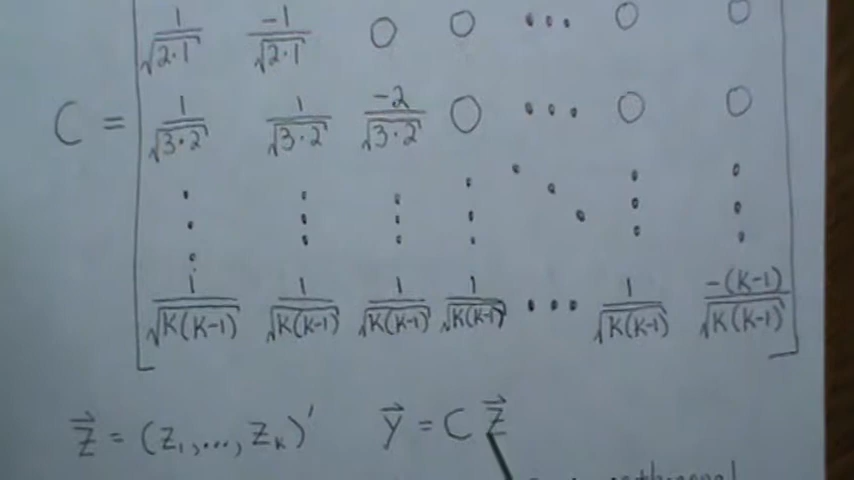 1/√(2·1) -1/√(2·1) 0 0 ... 0 0
C = 1/√(3·2) 1/√(3·2) -2/√(3·2) 0 ... 0 0
⋮ ⋮ ⋮ ⋮ ⋱ ⋮ ⋮
1/√(K(K-1)) 1/√(K(K-1)) 1/√(K(K-1)) 1/√(K(K-1)) ... 1/√(K(K-1)) -(K-1)/√(K(K-1))
z⃗ = (z₁,..., zₖ)′ y⃗ = C z⃗